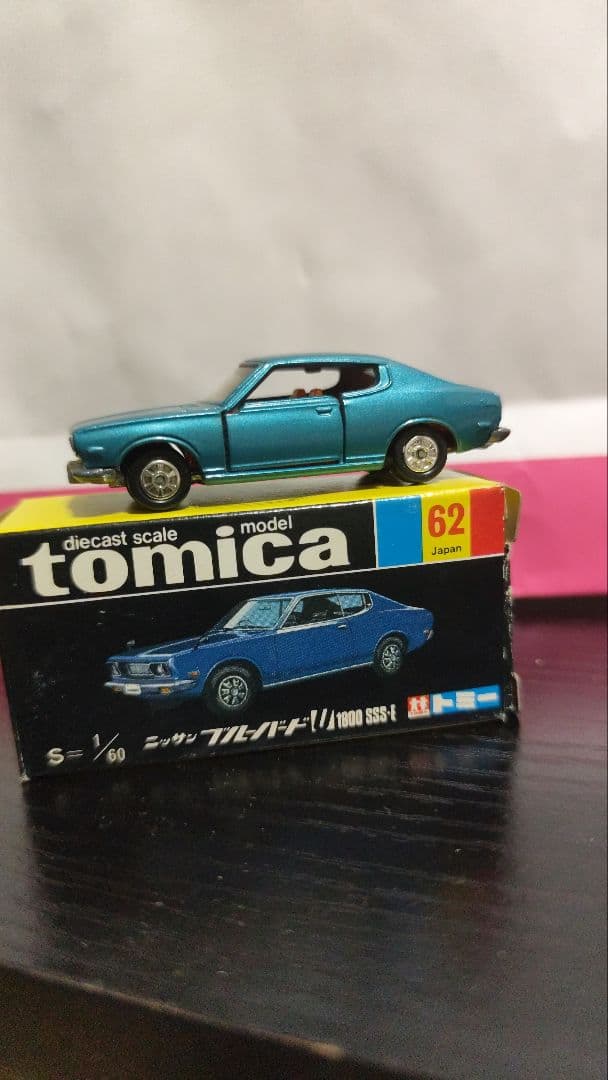 diecast scale model
tomica
62
Japan
S=1/60
ニッサン ブルーバードU 1800 SSS-E
トミー